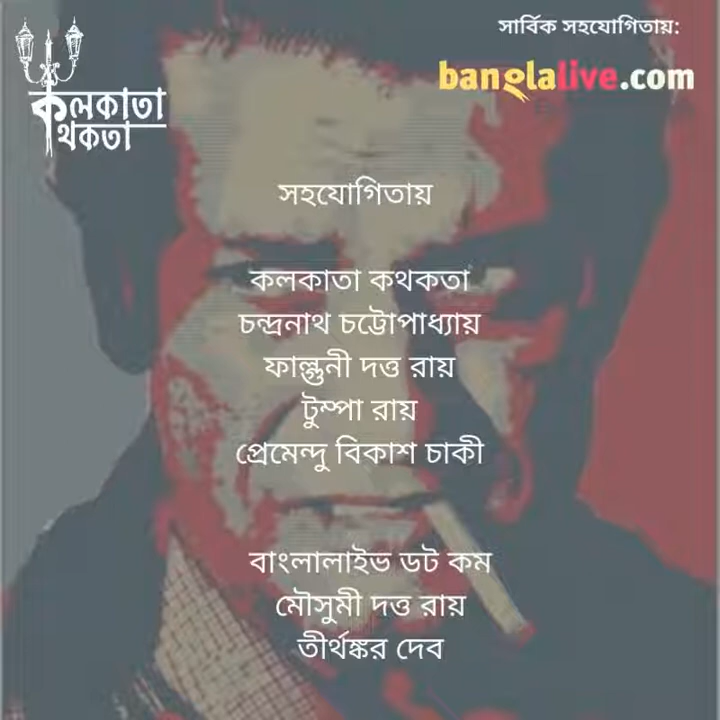 সার্বিক সহযোগিতায়:
banglalive.com
কলকাতা
কথকতা
সহযোগিতায়
কলকাতা কথকতা
চন্দ্রনাথ চট্টোপাধ্যায়
ফাল্গুনী দত্ত রায়
টুম্পা রায়
প্রেমেন্দু বিকাশ চাকী
বাংলালাইভ ডট কম
মৌসুমী দত্ত রায়
তীর্থঙ্কর দেব